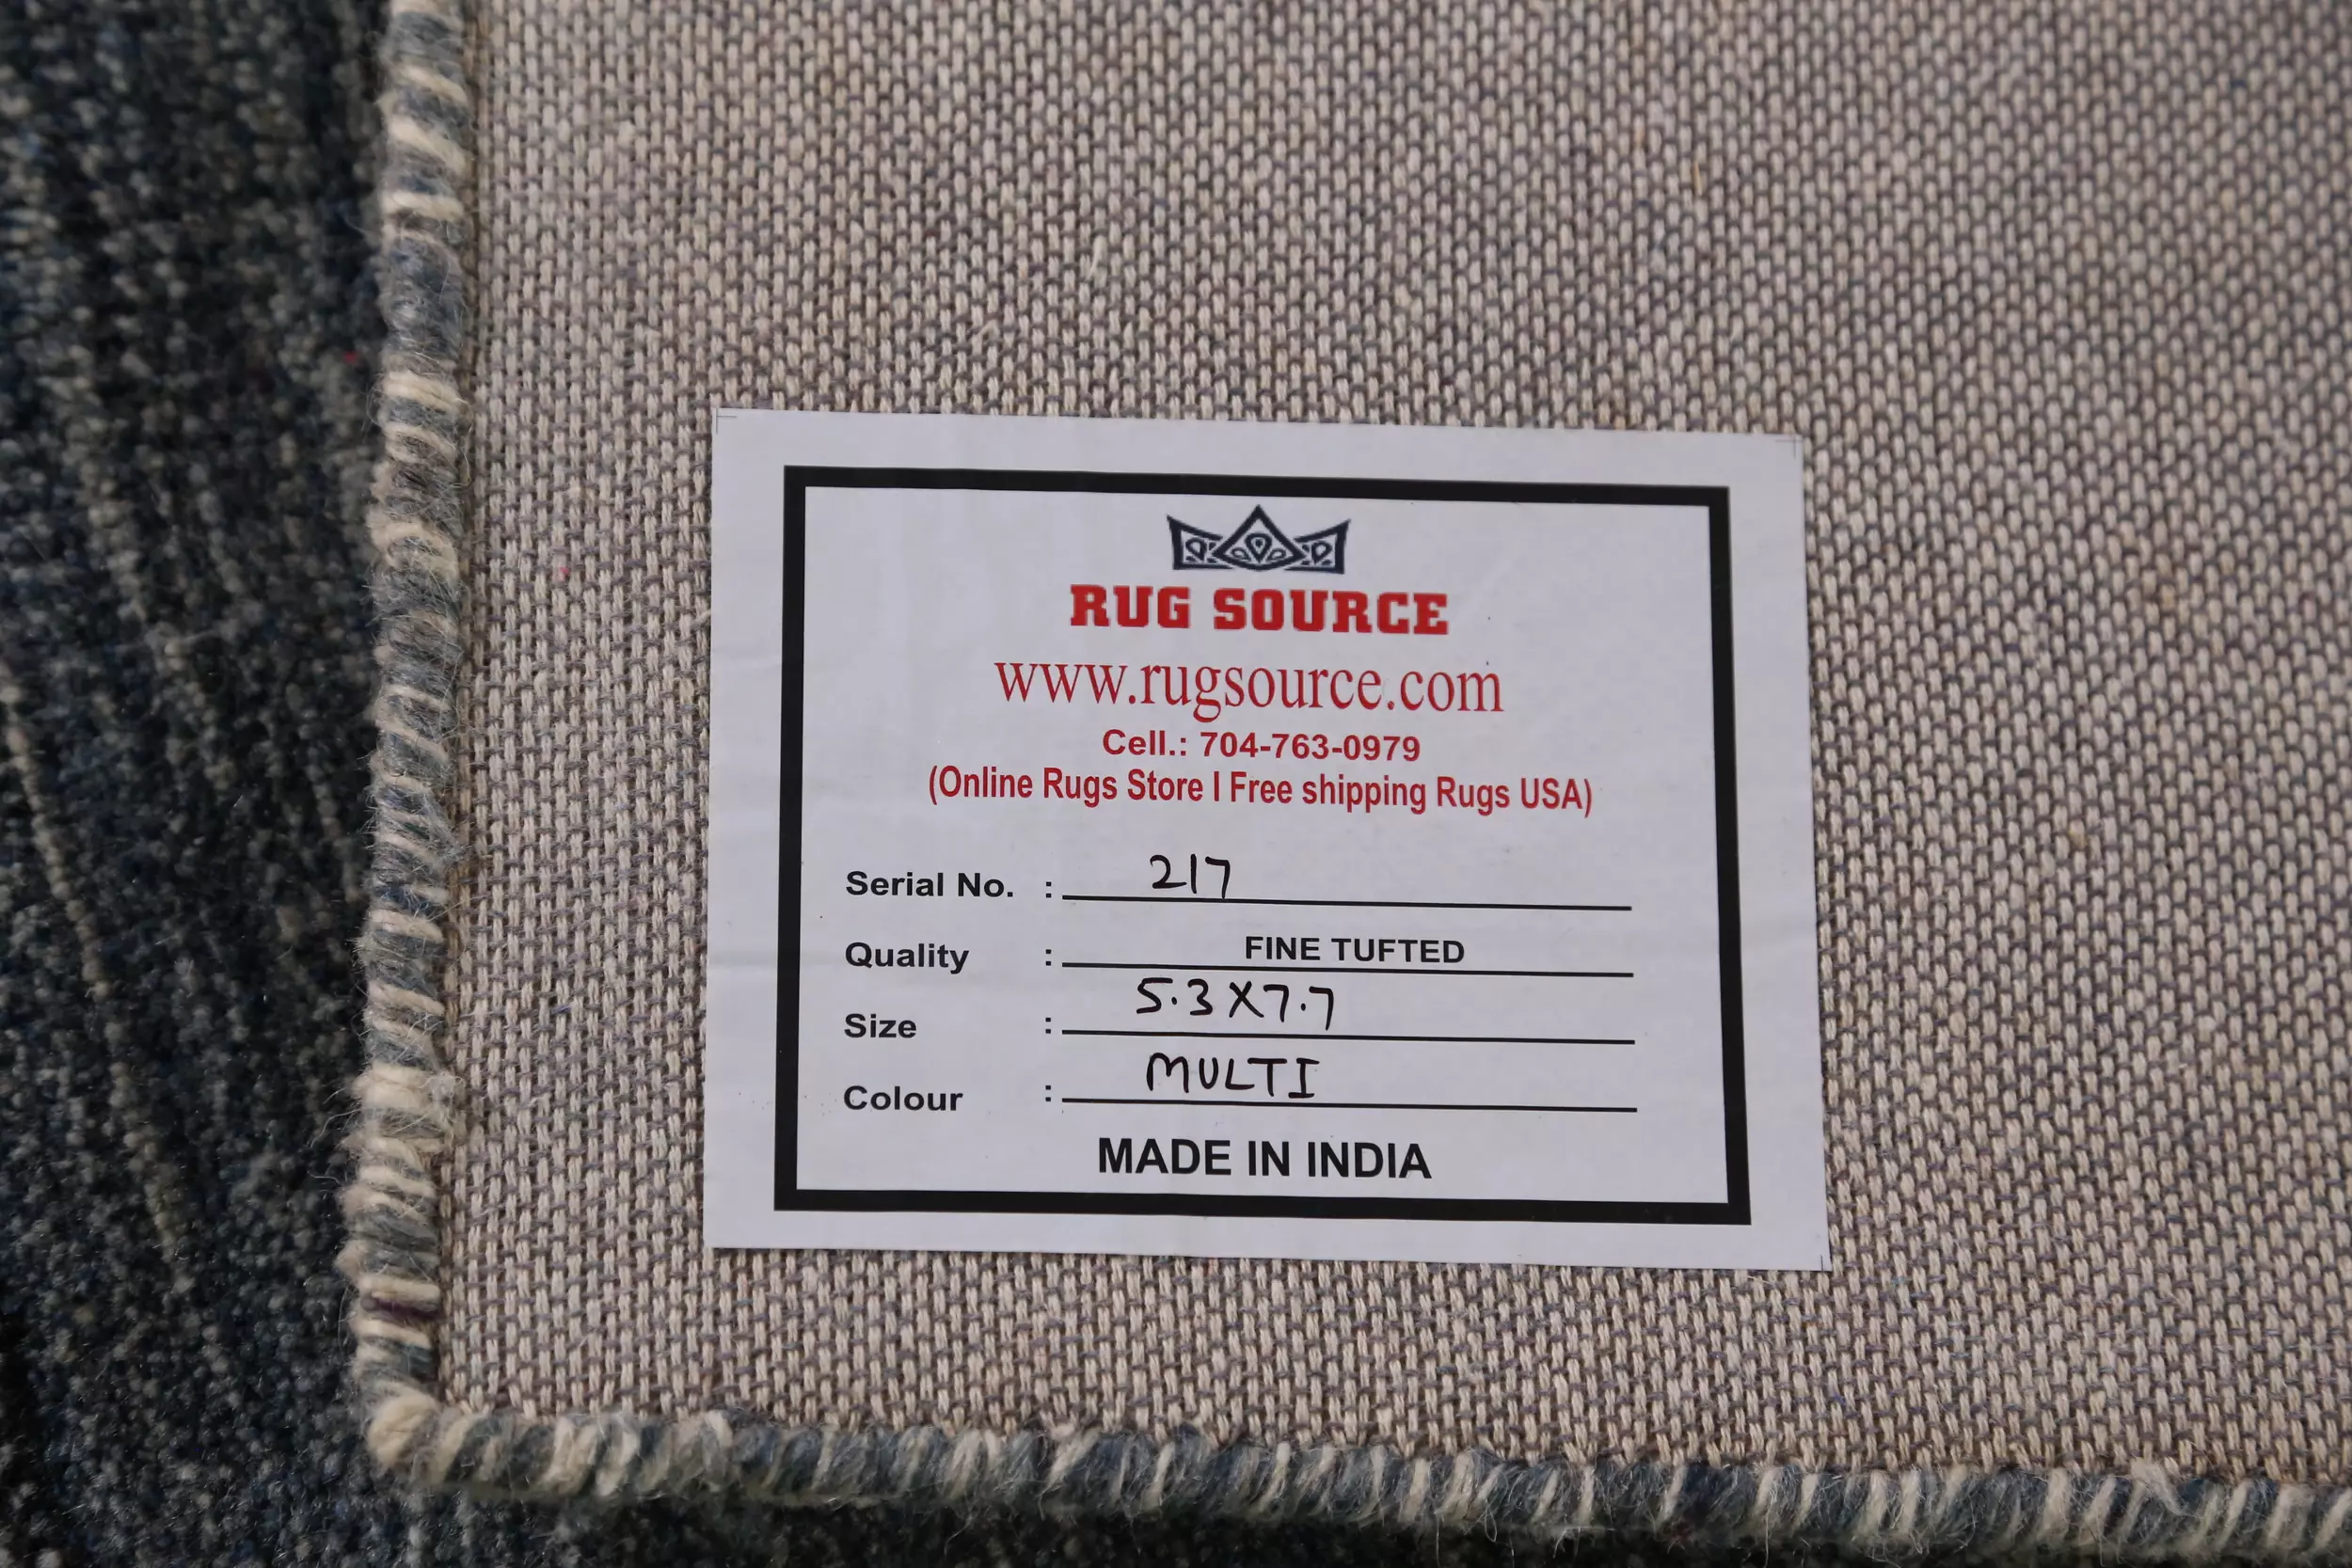 RUG SOURCE
www.rugsource.com
Cell.: 704-763-0979
(Online Rugs Store I Free shipping Rugs USA)
Serial No. : 217
Quality : FINE TUFTED
Size : 5.3X7.7
Colour : MULTI
MADE IN INDIA